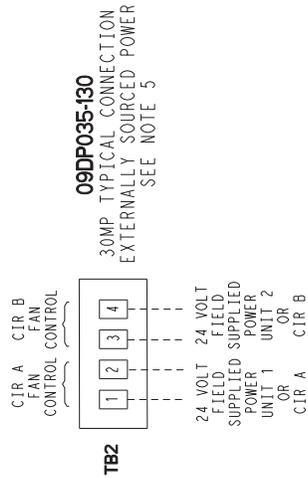 09DP035-130
30MP TYPICAL CONNECTION
EXTERNALLY SOURCED POWER
SEE NOTE 5
CIR A
FAN
CONTROL
CIR B
FAN
CONTROL
TB2
1
2
3
4
24 VOLT
FIELD
SUPPLIED
POWER
UNIT 1
OR
CIR A
24 VOLT
FIELD
SUPPLIED
POWER
UNIT 2
OR
CIR B